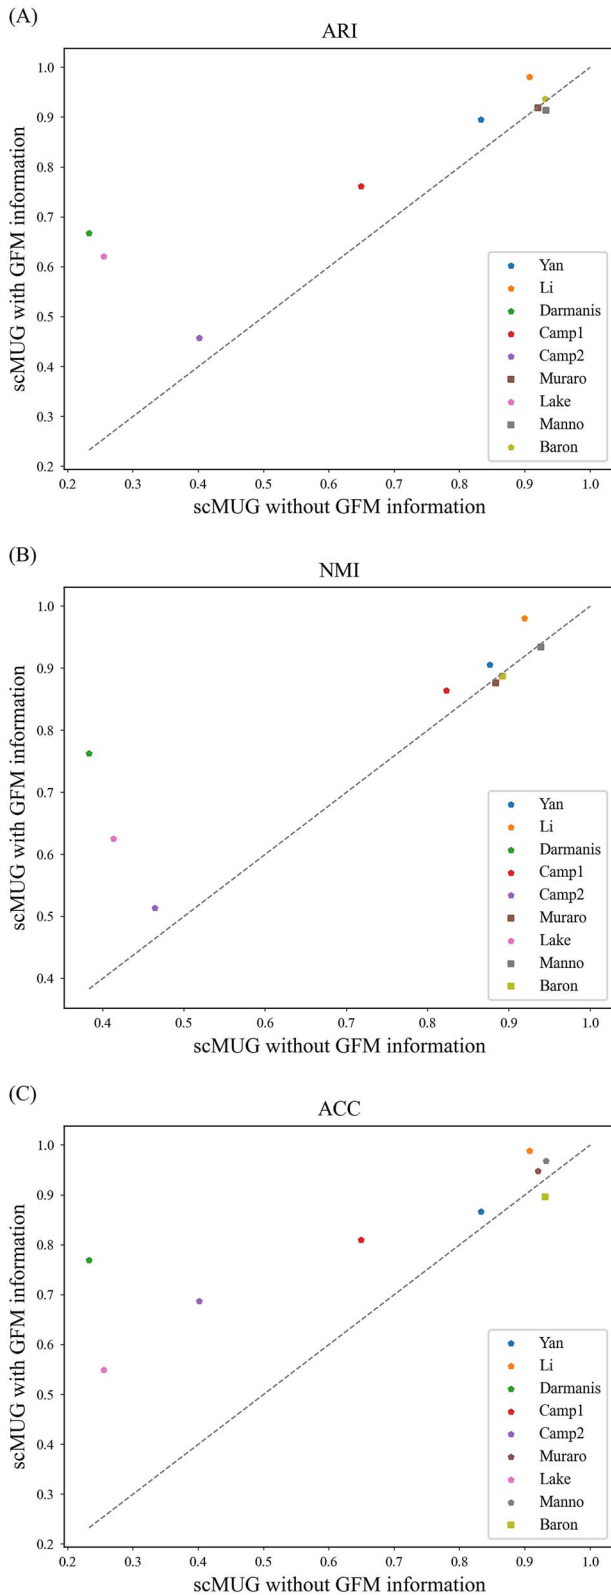 (A)
ARI
1.0
0.9
0.8
0.7
0.6
0.5
0.4
0.3
0.2
scMUG with GFM information
Yan
Li
Darmanis
Camp1
Camp2
Muraro
Lake
Manno
Baron
0.2 0.3 0.4 0.5 0.6 0.7 0.8 0.9 1.0
scMUG without GFM information
(B)
NMI
1.0
0.9
0.8
0.7
0.6
0.5
0.4
scMUG with GFM information
Yan
Li
Darmanis
Camp1
Camp2
Muraro
Lake
Manno
Baron
0.4 0.5 0.6 0.7 0.8 0.9 1.0
scMUG without GFM information
(C)
ACC
1.0
0.9
0.8
0.7
0.6
0.5
0.4
0.3
0.2
scMUG with GFM information
Yan
Li
Darmanis
Camp1
Camp2
Muraro
Lake
Manno
Baron
0.2 0.3 0.4 0.5 0.6 0.7 0.8 0.9 1.0
scMUG without GFM information